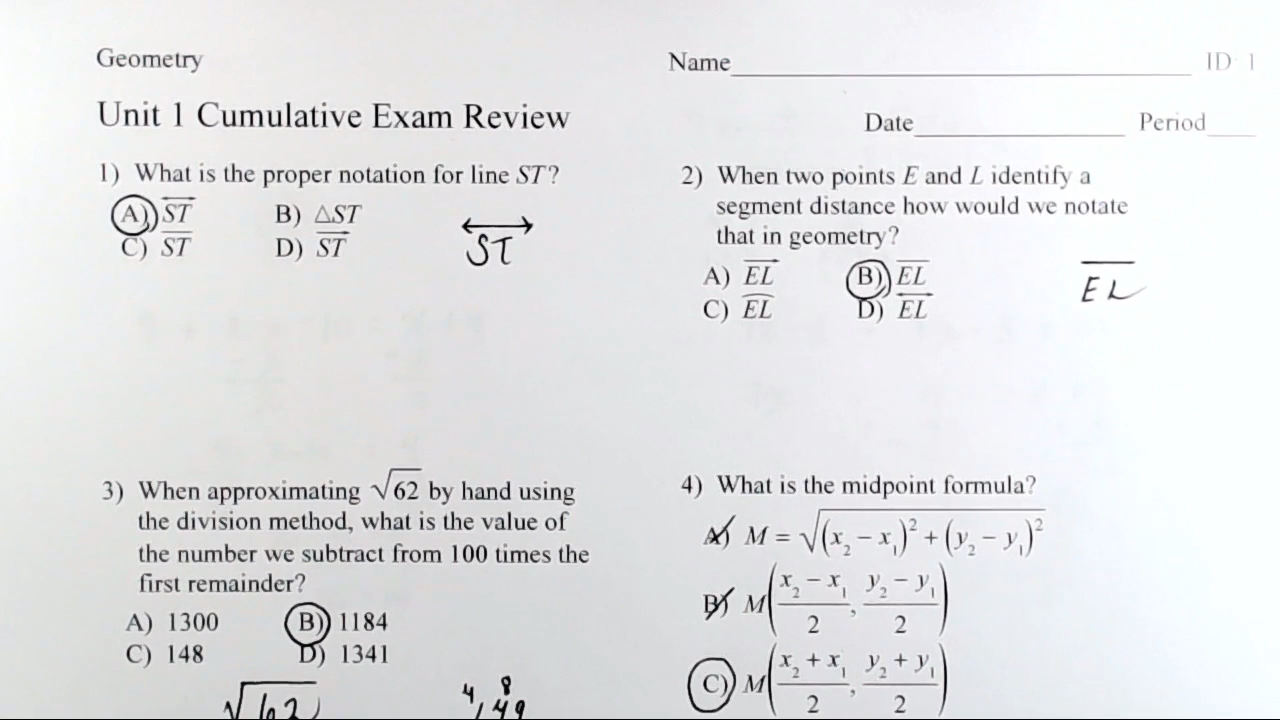 Geometry
Name
ID: 1
Unit 1 Cumulative Exam Review
Date
Period
1) What is the proper notation for line ST?
A) ST
B) △ST
C) ST
D) ST
ST
2) When two points E and L identify a
segment distance how would we notate
that in geometry?
A) EL
B) EL
C) EL
D) EL
EL
3) When approximating √62 by hand using
the division method, what is the value of
the number we subtract from 100 times the
first remainder?
A) 1300
B) 1184
C) 148
D) 1341
√62
4 8
149
4) What is the midpoint formula?
A) M = √(x₂ − x₁)² + (y₂ − y₁)²
B) M(x₂ − x₁/2, y₂ − y₁/2)
C) M(x₂ + x₁/2, y₂ + y₁/2)